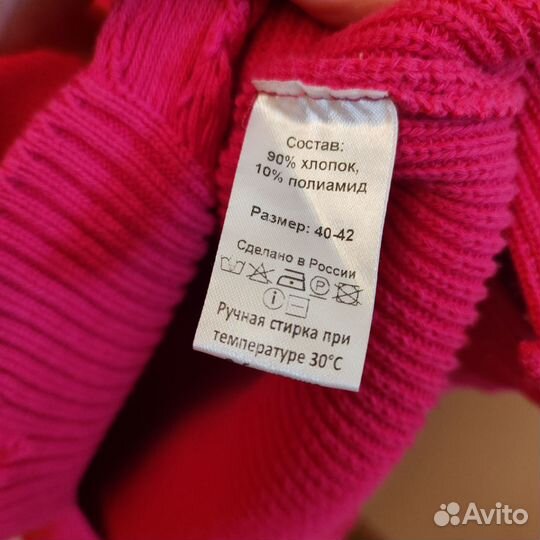 Состав:
90% хлопок,
10% полиамид
Размер: 40-42
Сделано в России
P
i
Ручная стирка при
температуре 30°C
Avito